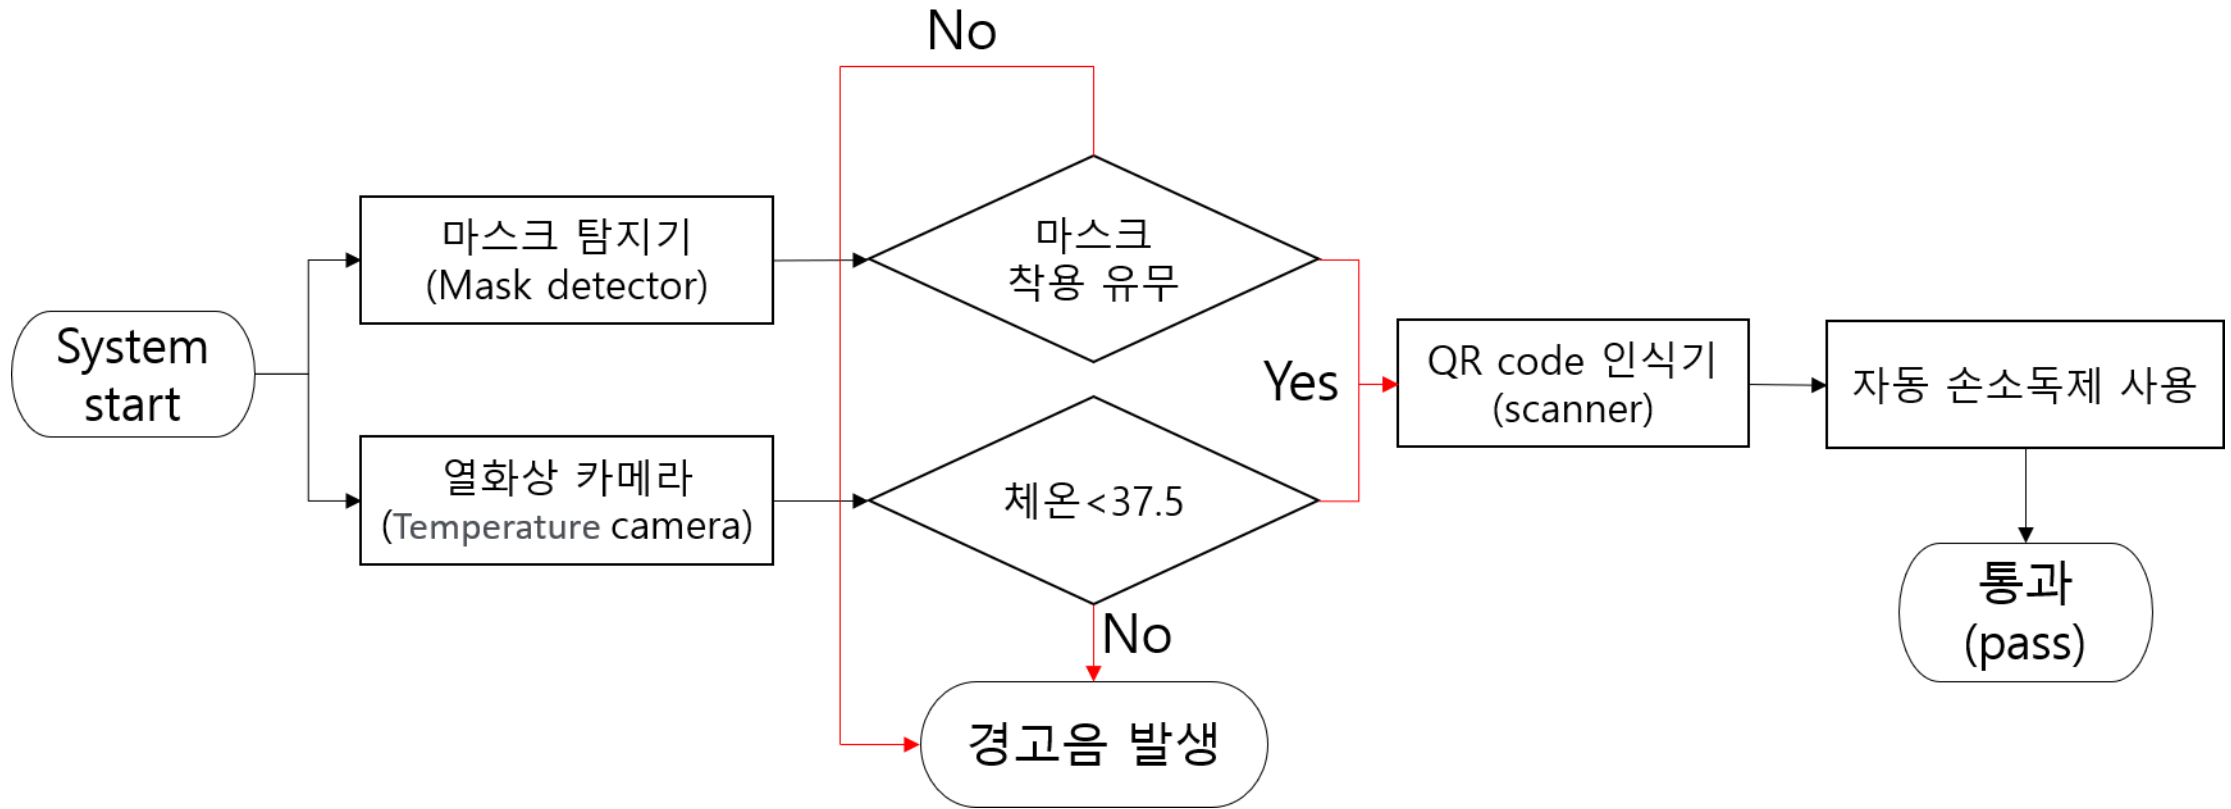 No
마스크 탐지기
(Mask detector)
마스크
착용 유무
System
start
Yes
QR code 인식기
(scanner)
자동 손소독제 사용
열화상 카메라
(Temperature camera)
체온<37.5
No
통과
(pass)
경고음 발생